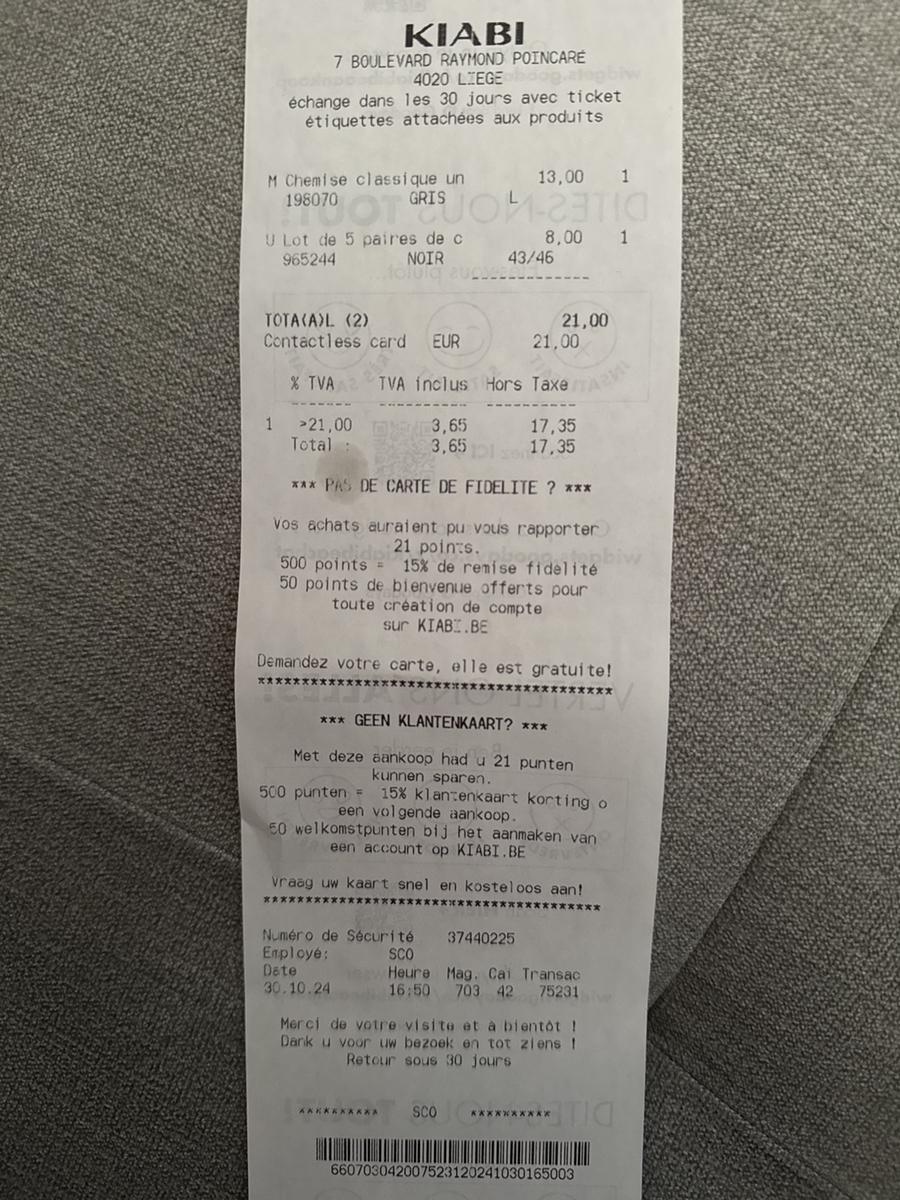 KIABI
7 BOULEVARD RAYMOND POINCARÉ
4020 LIEGE
échange dans les 30 jours avec ticket
étiquettes attachées aux produits
M Chemise classique un 13,00 1
198070 GRIS L
U Lot de 5 paires de c 8,00 1
965244 NOIR 43/46
-------------
TOTA(A)L (2) 21,00
Contactless card EUR 21,00
% TVA TVA inclus Hors Taxe
------- ---------- ----------
1 >21,00 3,65 17,35
Total : 3,65 17,35
*** PAS DE CARTE DE FIDELITE ? ***
Vos achats auraient pu vous rapporter
21 points.
500 points = 15% de remise fidélité
50 points de bienvenue offerts pour
toute création de compte
sur KIABI.BE
Demandez votre carte, elle est gratuite!
****************************************
*** GEEN KLANTENKAART? ***
Met deze aankoop had u 21 punten
kunnen sparen.
500 punten = 15% klantenkaart korting o
een volgende aankoop.
50 welkomstpunten bij het aanmaken van
een account op KIABI.BE
Vraag uw kaart snel en kosteloos aan!
****************************************
Numéro de Sécurité 37440225
Employé: SCO
Date Heure Mag. Cai Transac
30.10.24 16:50 703 42 75231
Merci de votre visite et à bientôt !
Dank u voor uw bezoek en tot ziens !
Retour sous 30 jours
********** SCO **********
660703042007523120241030165003